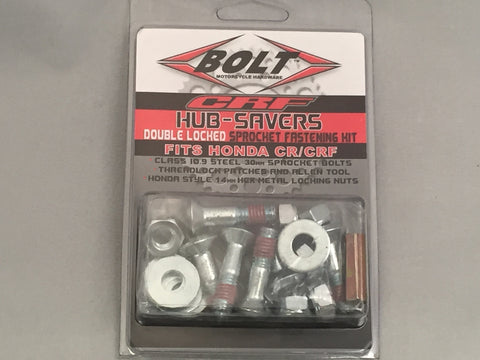 BOLT™
MOTORCYCLE HARDWARE
CRF
HUB-SAVERS
DOUBLE LOCKED SPROCKET FASTENING KIT
FITS HONDA CR/CRF
CLASS 10.9 STEEL 30mm SPROCKET BOLTS
THREADLOCK PATCHES AND ALLEN TOOL
HONDA STYLE 14mm HEX METAL LOCKING NUTS